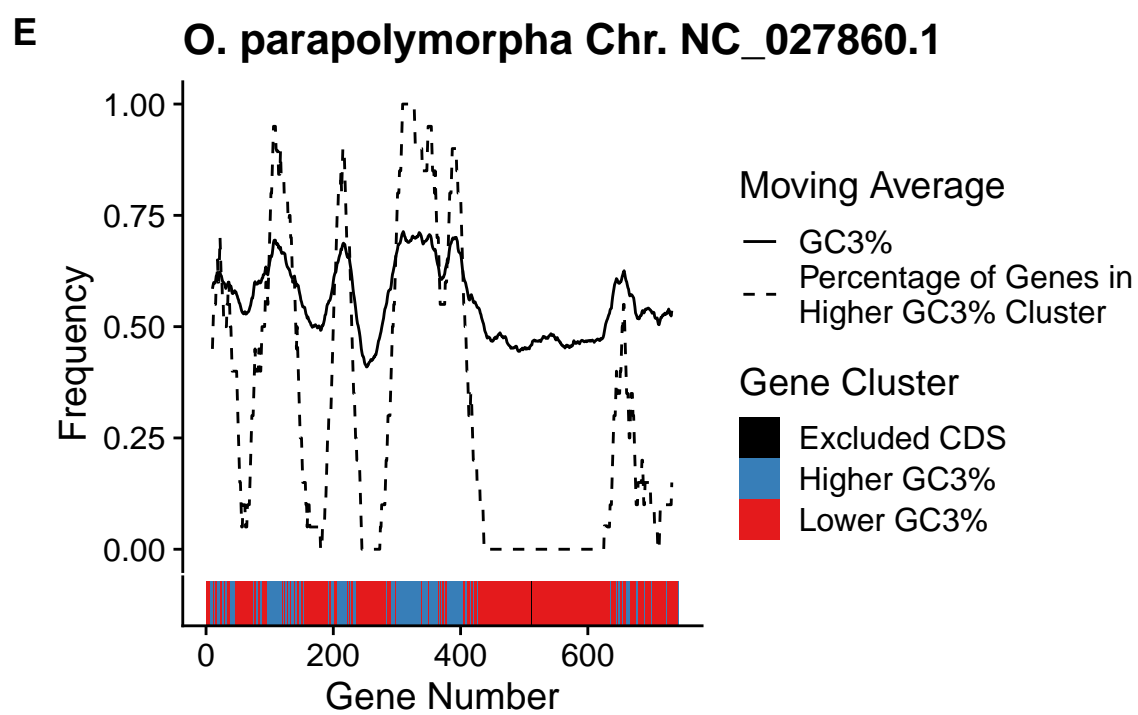 E
O. parapolymorpha Chr. NC_027860.1
Frequency
1.00
0.75
0.50
0.25
0.00
0
200
400
600
Gene Number
Moving Average
GC3%
Percentage of Genes in
Higher GC3% Cluster
Gene Cluster
Excluded CDS
Higher GC3%
Lower GC3%